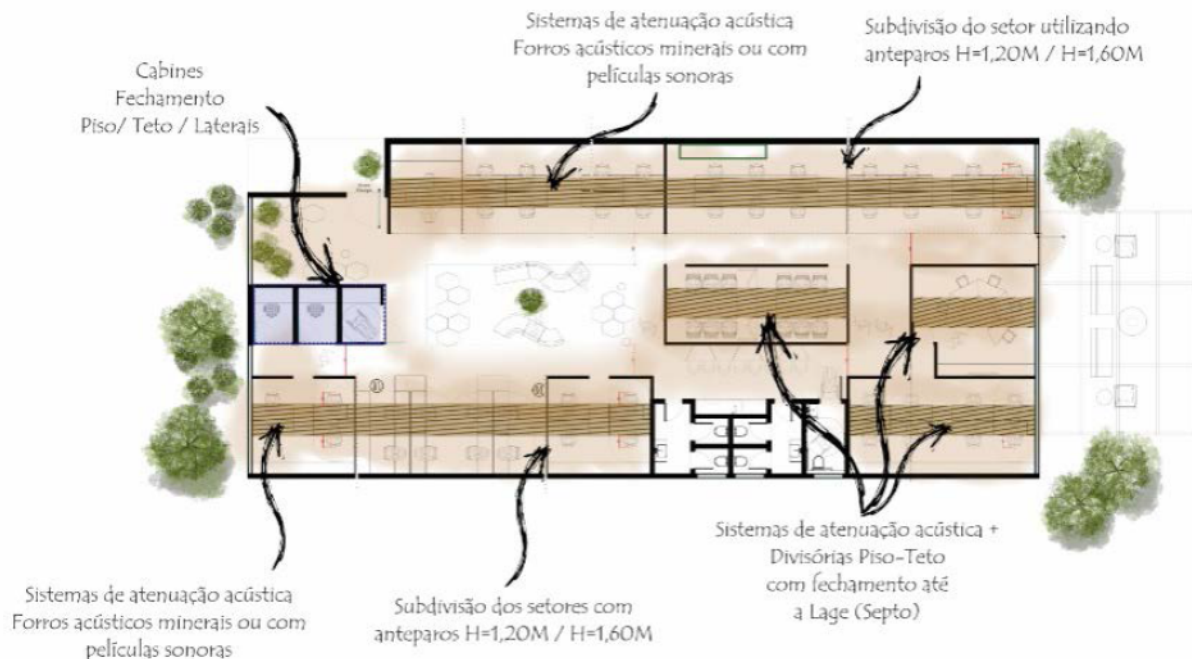 Sistemas de atenuação acústica
Forros acústicos minerais ou com
películas sonoras
Subdivisão do setor utilizando
anteparos H=1,20M / H=1,60M
Cabines
Fechamento
Piso/ Teto / Laterais
Sistemas de atenuação acústica
Forros acústicos minerais ou com
películas sonoras
Subdivisão dos setores com
anteparos H=1,20M / H=1,60M
Sistemas de atenuação acústica +
Divisórias Piso-Teto
com fechamento até
a Lage (Septo)